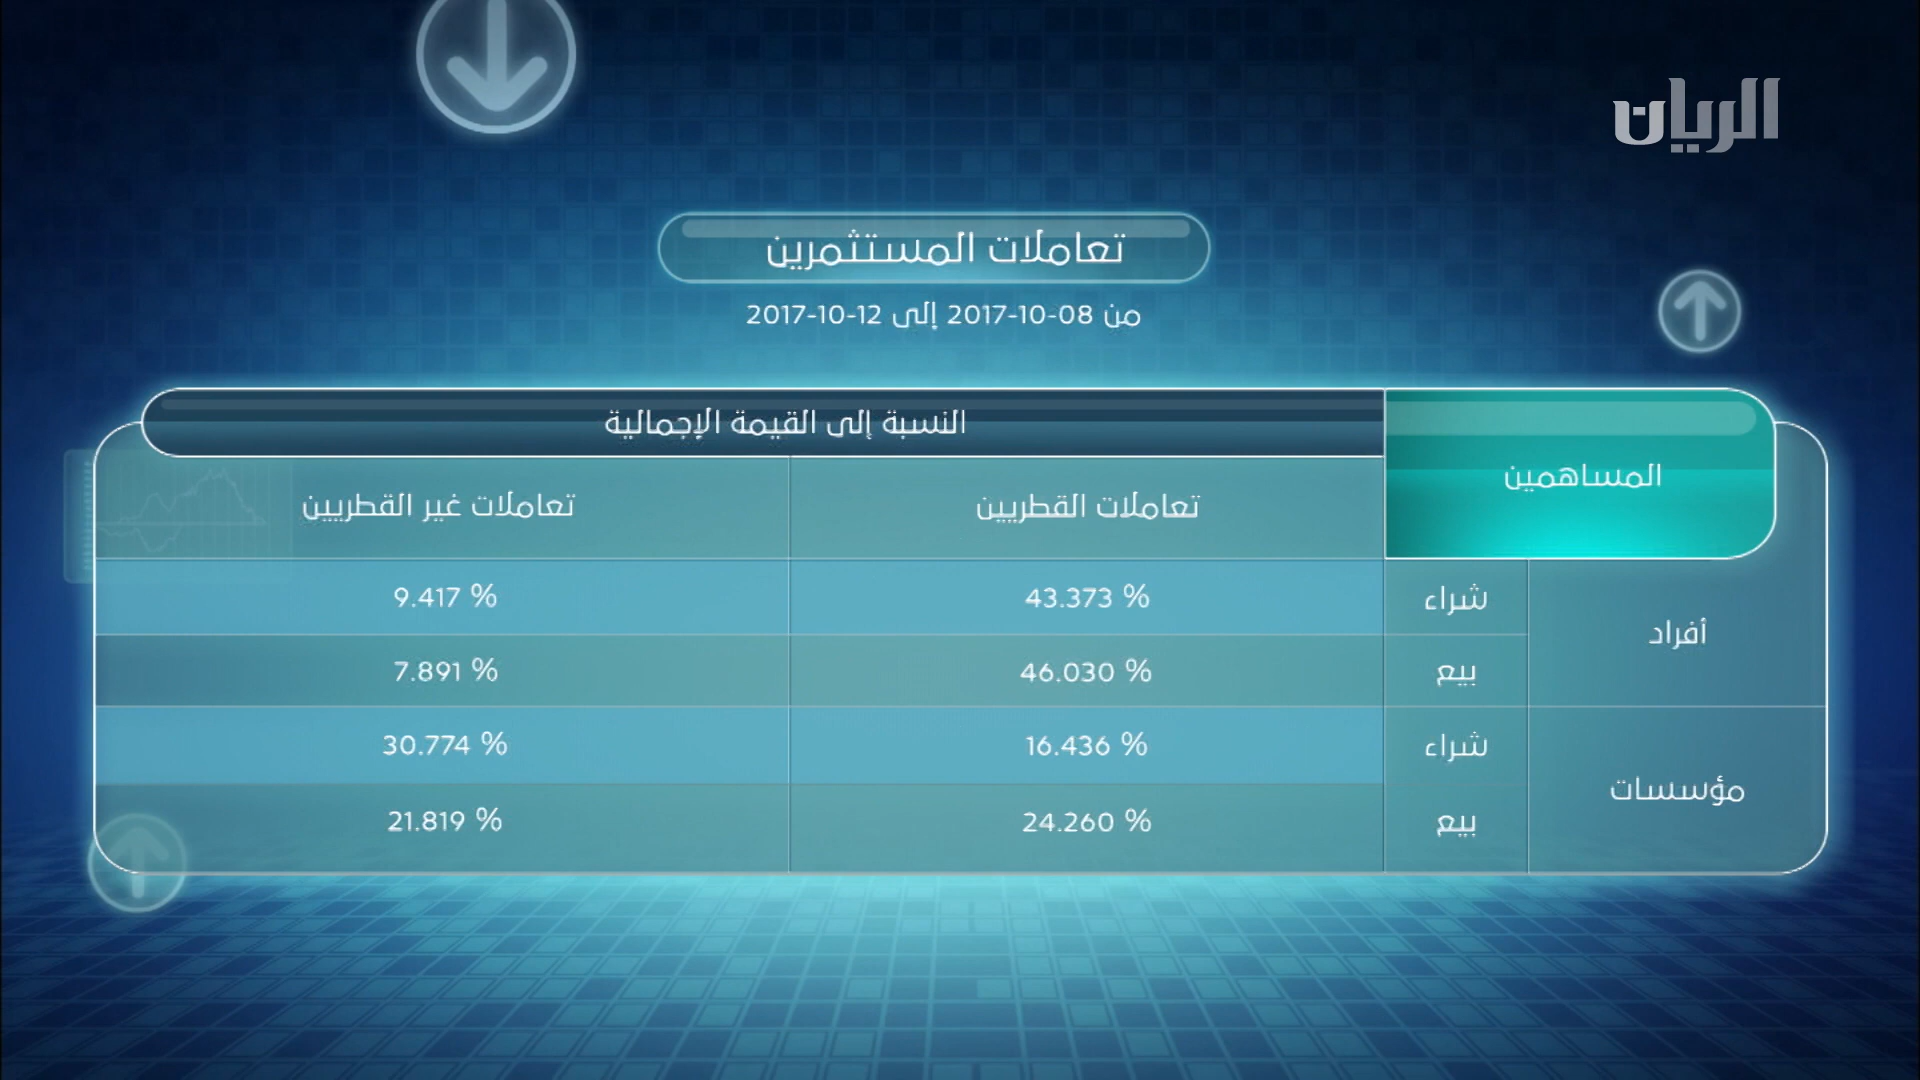 الريان
تعاملات المستثمرين
من 08-10-2017 إلى 12-10-2017
المساهمين
النسبة إلى القيمة الإجمالية
تعاملات القطريين
تعاملات غير القطريين
أفراد
شراء
43.373 %
9.417 %
بيع
46.030 %
7.891 %
مؤسسات
شراء
16.436 %
30.774 %
بيع
24.260 %
21.819 %